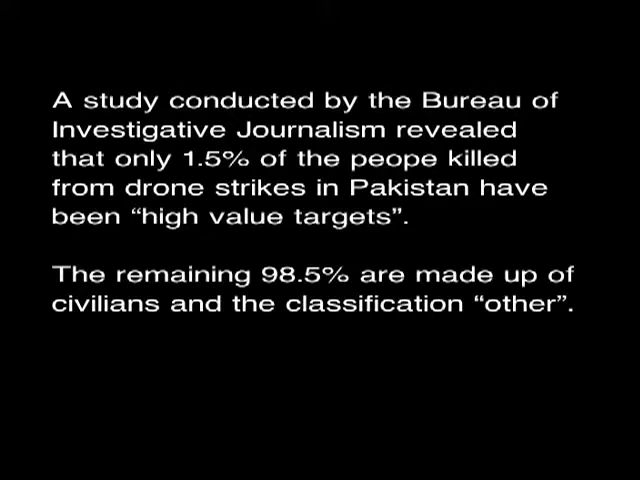 A study conducted by the Bureau of
Investigative Journalism revealed
that only 1.5% of the peope killed
from drone strikes in Pakistan have
been “high value targets”.
The remaining 98.5% are made up of
civilians and the classification “other”.